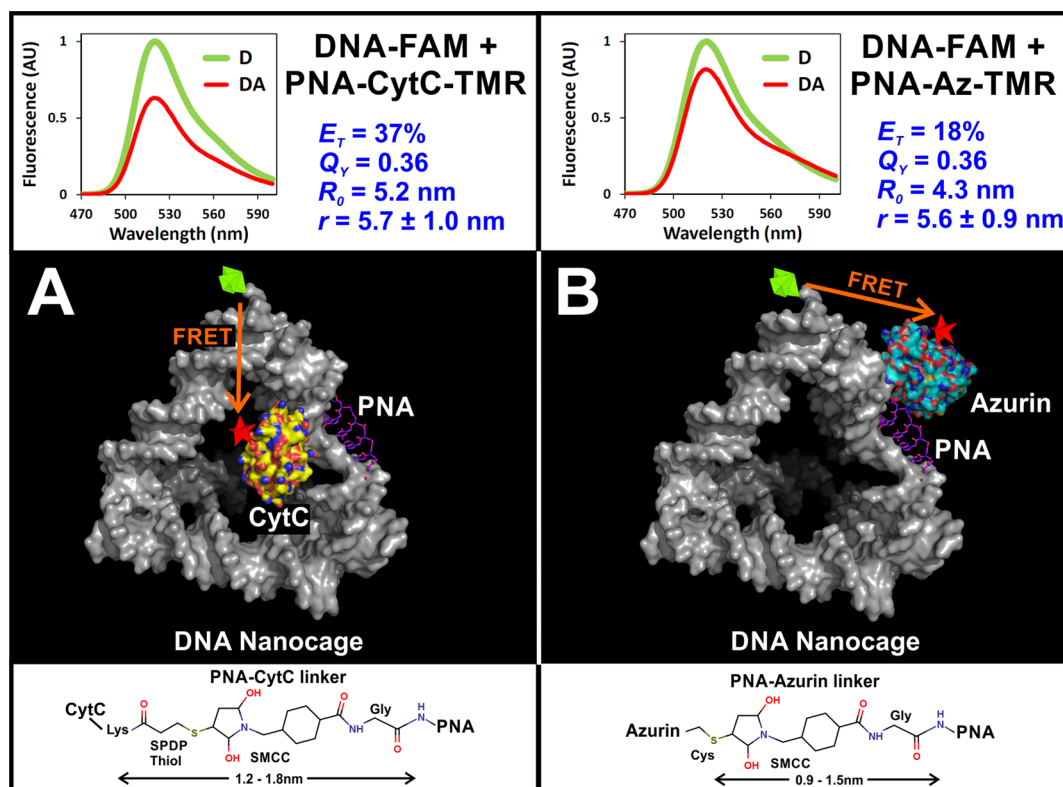 Fluorescence (AU)
1
0.5
0
470 500 530 560 590
Wavelength (nm)
D
DA
DNA-FAM +
PNA-CytC-TMR
E_T = 37%
Q_Y = 0.36
R_0 = 5.2 nm
r = 5.7 ± 1.0 nm
Fluorescence (AU)
1
0.5
0
470 500 530 560 590
Wavelength (nm)
D
DA
DNA-FAM +
PNA-Az-TMR
E_T = 18%
Q_Y = 0.36
R_0 = 4.3 nm
r = 5.6 ± 0.9 nm
A
FRET
PNA
CytC
DNA Nanocage
B
FRET
Azurin
PNA
DNA Nanocage
PNA-CytC linker
CytC
Lys
O
SPDP
Thiol
S
OH
N
OH
SMCC
O
NH
Gly
O
H
N
PNA
1.2 - 1.8nm
PNA-Azurin linker
Azurin
S
Cys
OH
N
OH
SMCC
O
NH
Gly
O
H
N
PNA
0.9 - 1.5nm